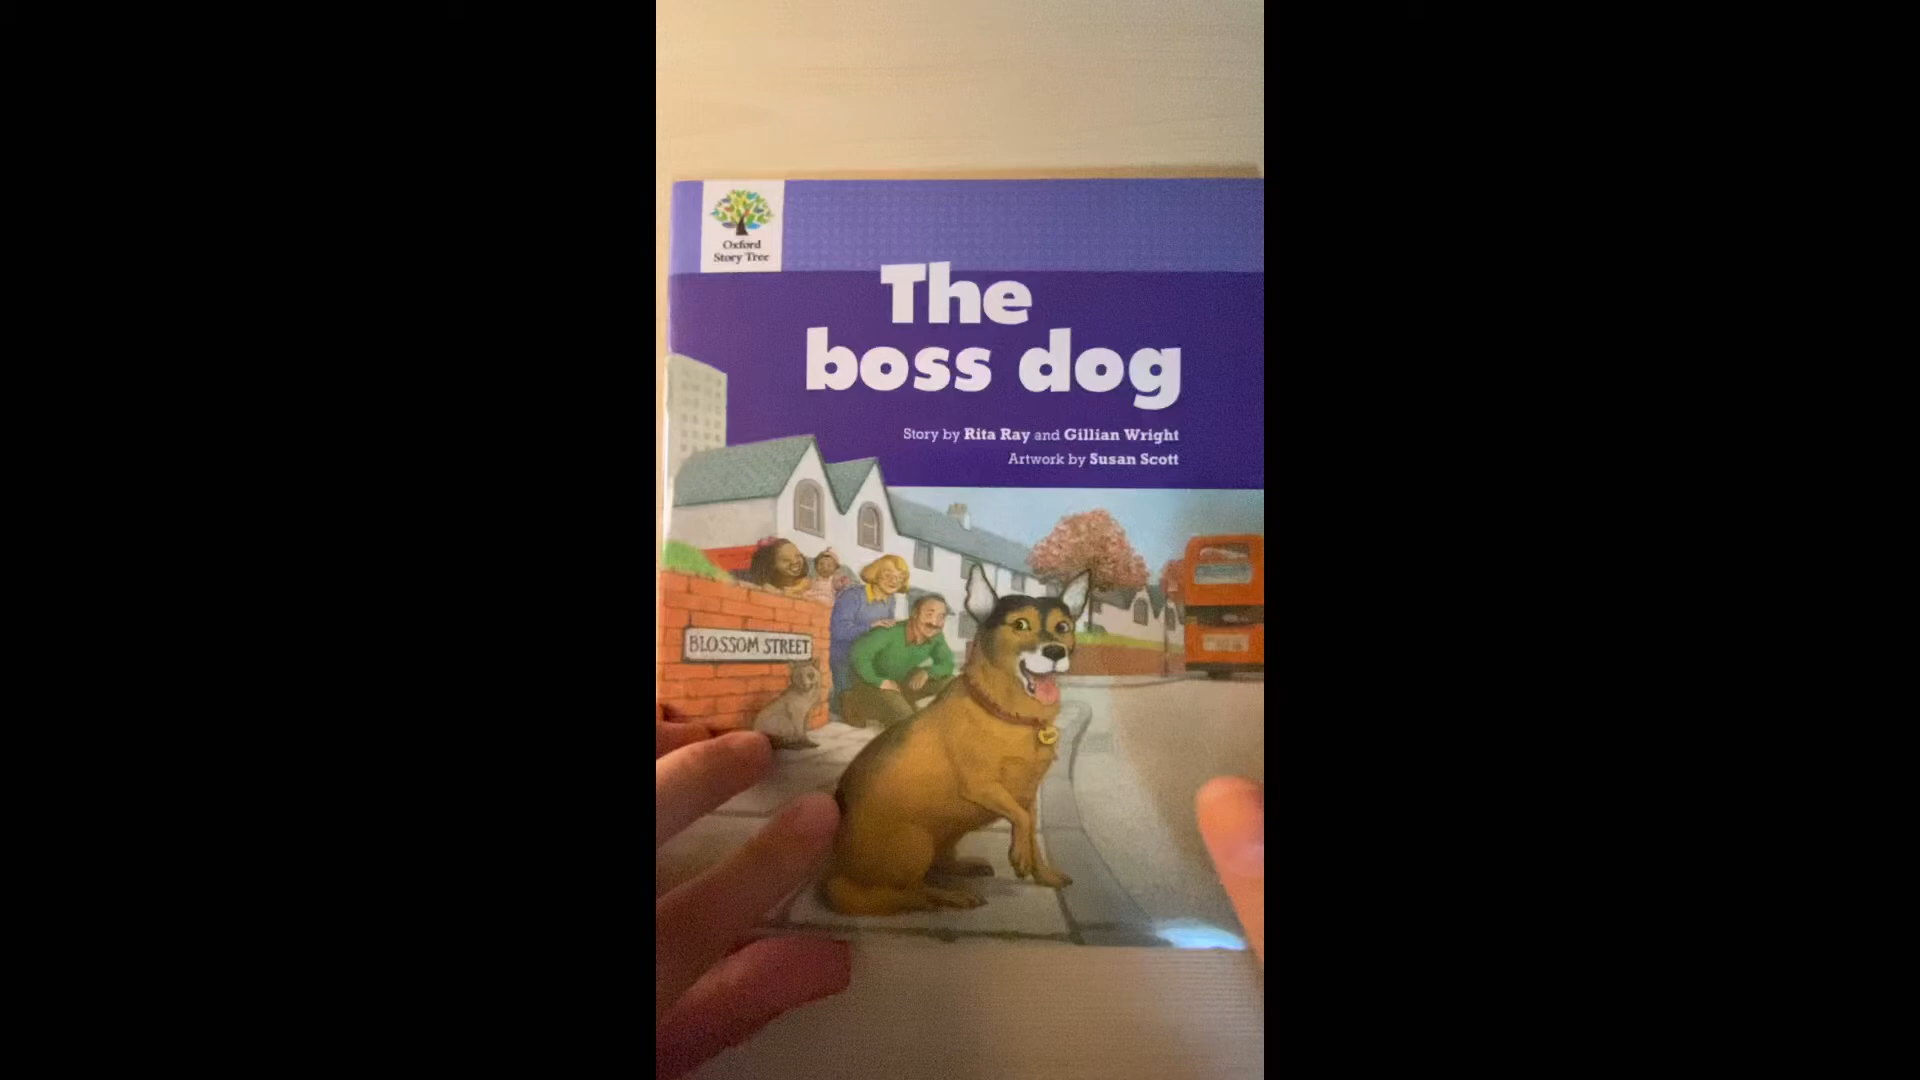 Oxford
Story Tree
The
boss dog
Story by Rita Ray and Gillian Wright
Artwork by Susan Scott
BLOSSOM STREET